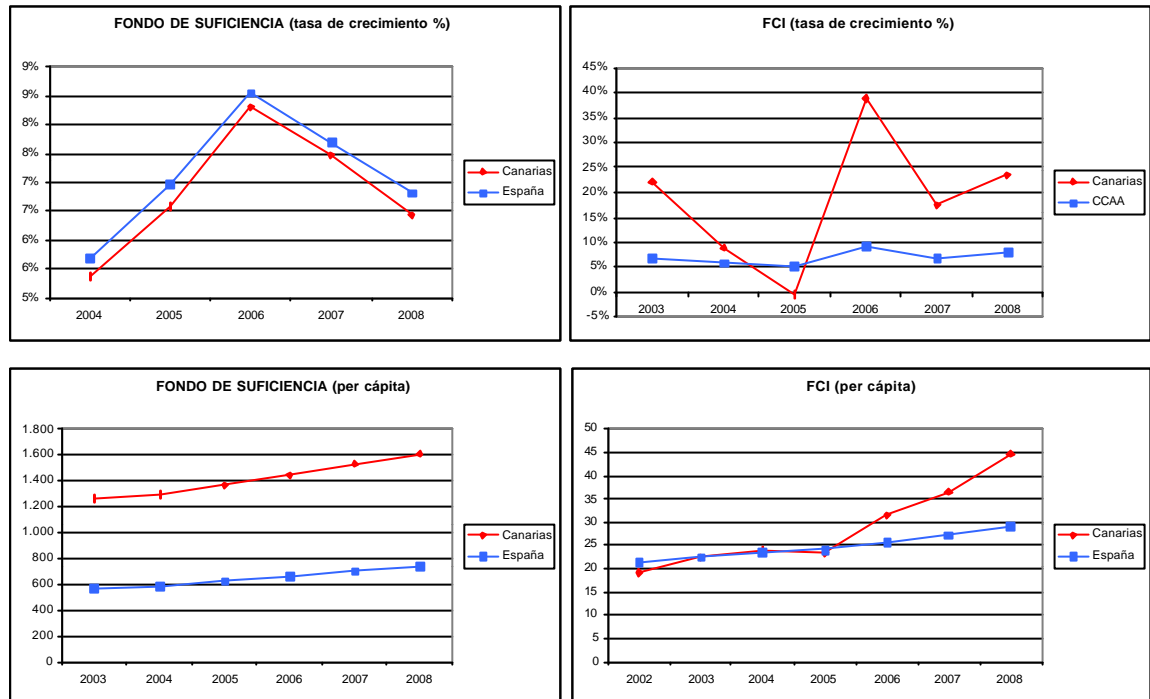 FONDO DE SUFICIENCIA (tasa de crecimiento %)
9%
9%
8%
8%
7%
7%
6%
6%
5%
2004 2005 2006 2007 2008
Canarias
España
FCI (tasa de crecimiento %)
45%
40%
35%
30%
25%
20%
15%
10%
5%
0%
-5%
2003 2004 2005 2006 2007 2008
Canarias
CCAA
FONDO DE SUFICIENCIA (per cápita)
1.800
1.600
1.400
1.200
1.000
800
600
400
200
0
2003 2004 2005 2006 2007 2008
Canarias
España
FCI (per cápita)
50
45
40
35
30
25
20
15
10
5
0
2002 2003 2004 2005 2006 2007 2008
Canarias
España